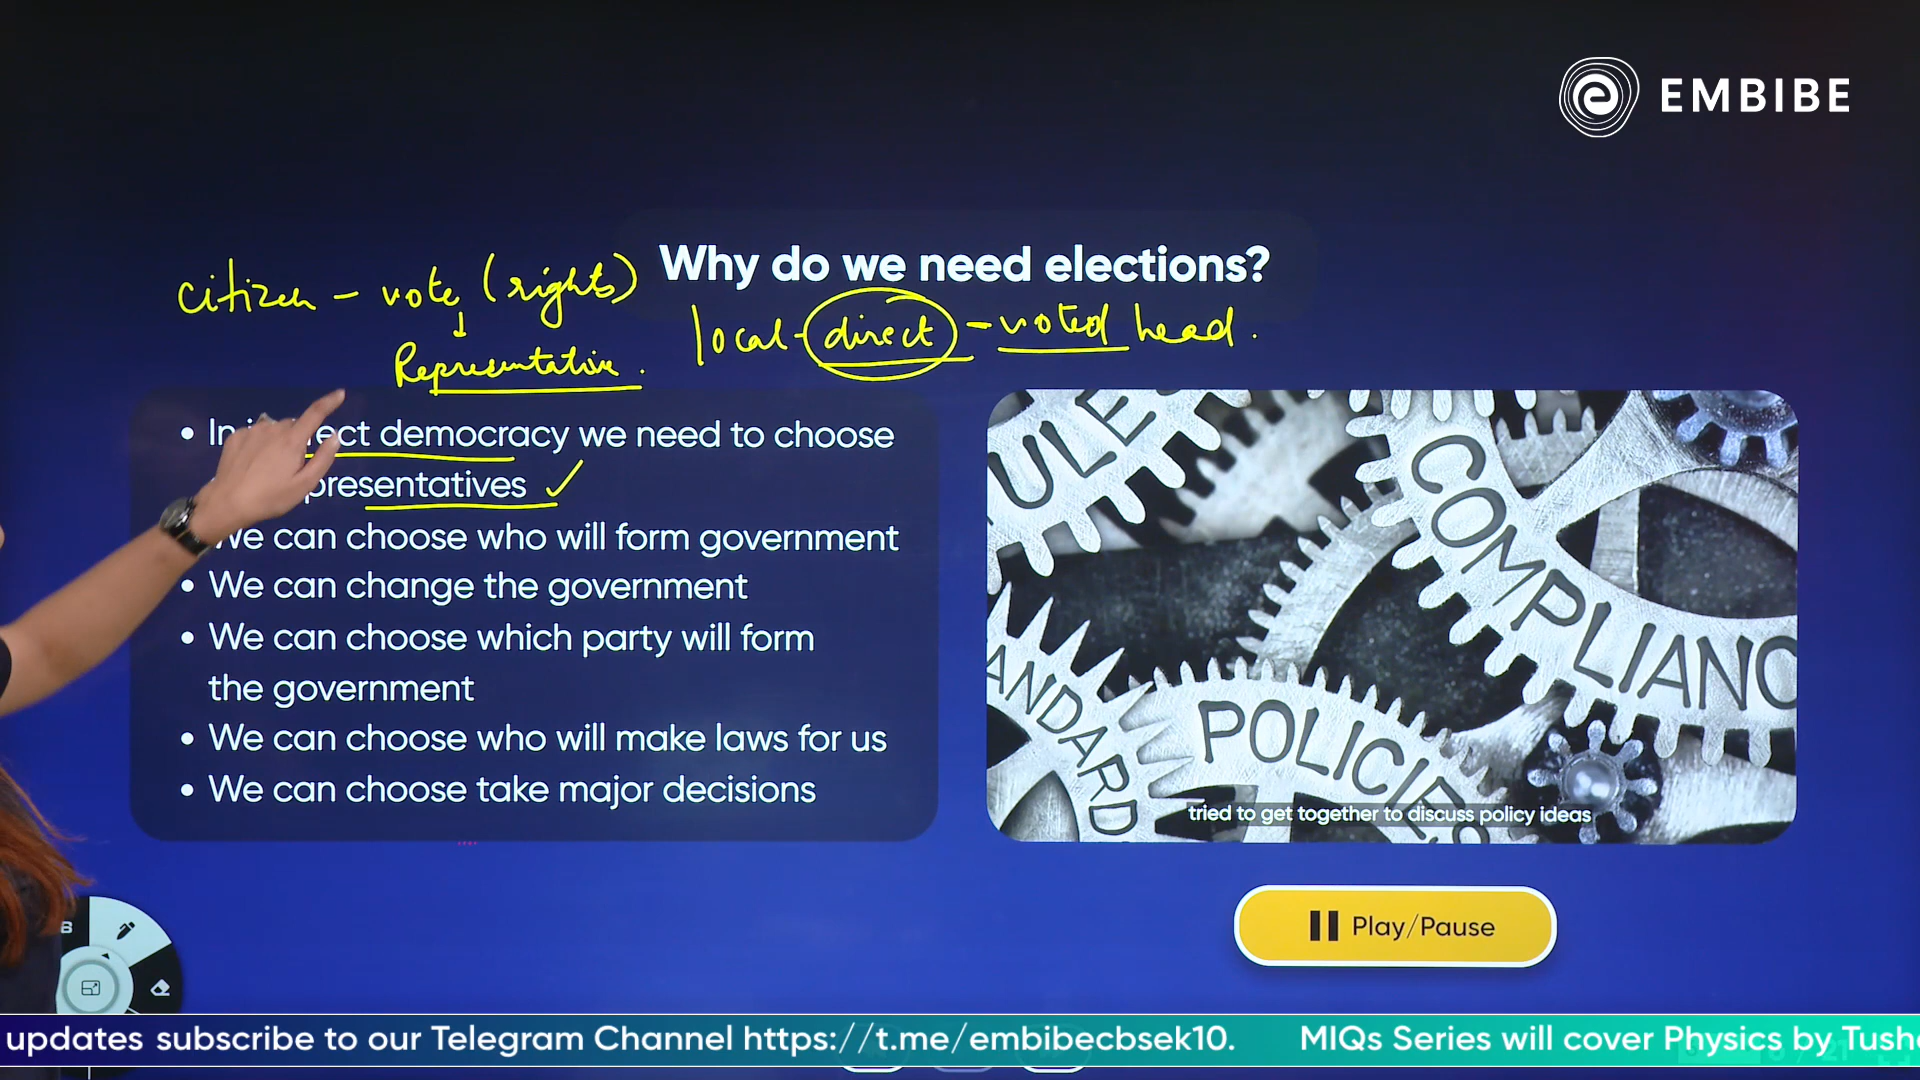 EMBIBE
Why do we need elections?
citizen - vote (rights)
Representative.
local - direct - voted head.
In ect democracy we need to choose
presentatives ✓
We can choose who will form government
We can change the government
We can choose which party will form
the government
We can choose who will make laws for us
We can choose take major decisions
RULE
COMPLIANC
ANDARD
POLICIES
tried to get together to discuss policy ideas
Play/Pause
updates subscribe to our Telegram Channel https://t.me/embibecbsek10. MIQs Series will cover Physics by Tush